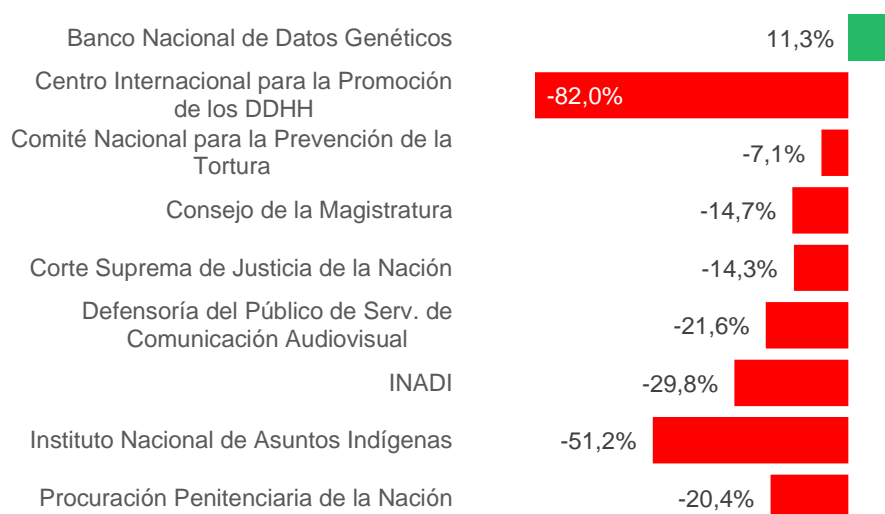 Banco Nacional de Datos Genéticos 11,3%
Centro Internacional para la Promoción
de los DDHH -82,0%
Comité Nacional para la Prevención de la
Tortura -7,1%
Consejo de la Magistratura -14,7%
Corte Suprema de Justicia de la Nación -14,3%
Defensoría del Público de Serv. de
Comunicación Audiovisual -21,6%
INADI -29,8%
Instituto Nacional de Asuntos Indígenas -51,2%
Procuración Penitenciaria de la Nación -20,4%